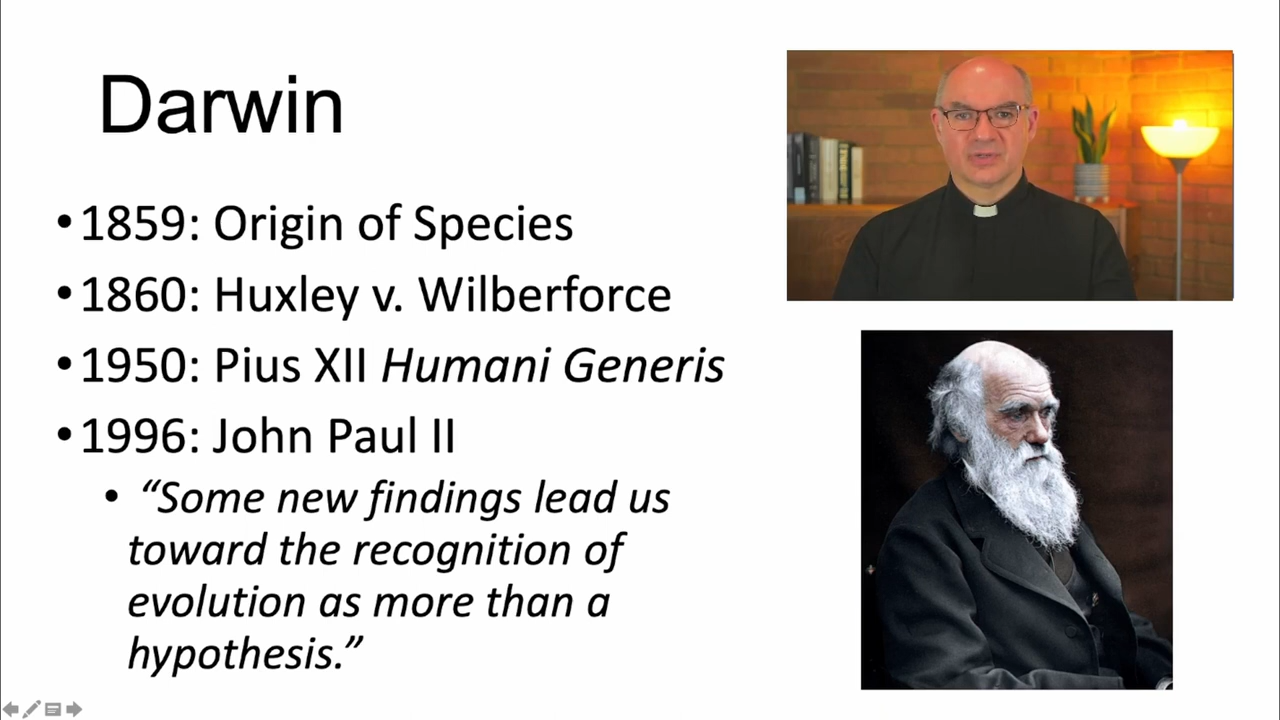 Darwin
•1859: Origin of Species
•1860: Huxley v. Wilberforce
•1950: Pius XII Humani Generis
•1996: John Paul II
• “Some new findings lead us
toward the recognition of
evolution as more than a
hypothesis.”